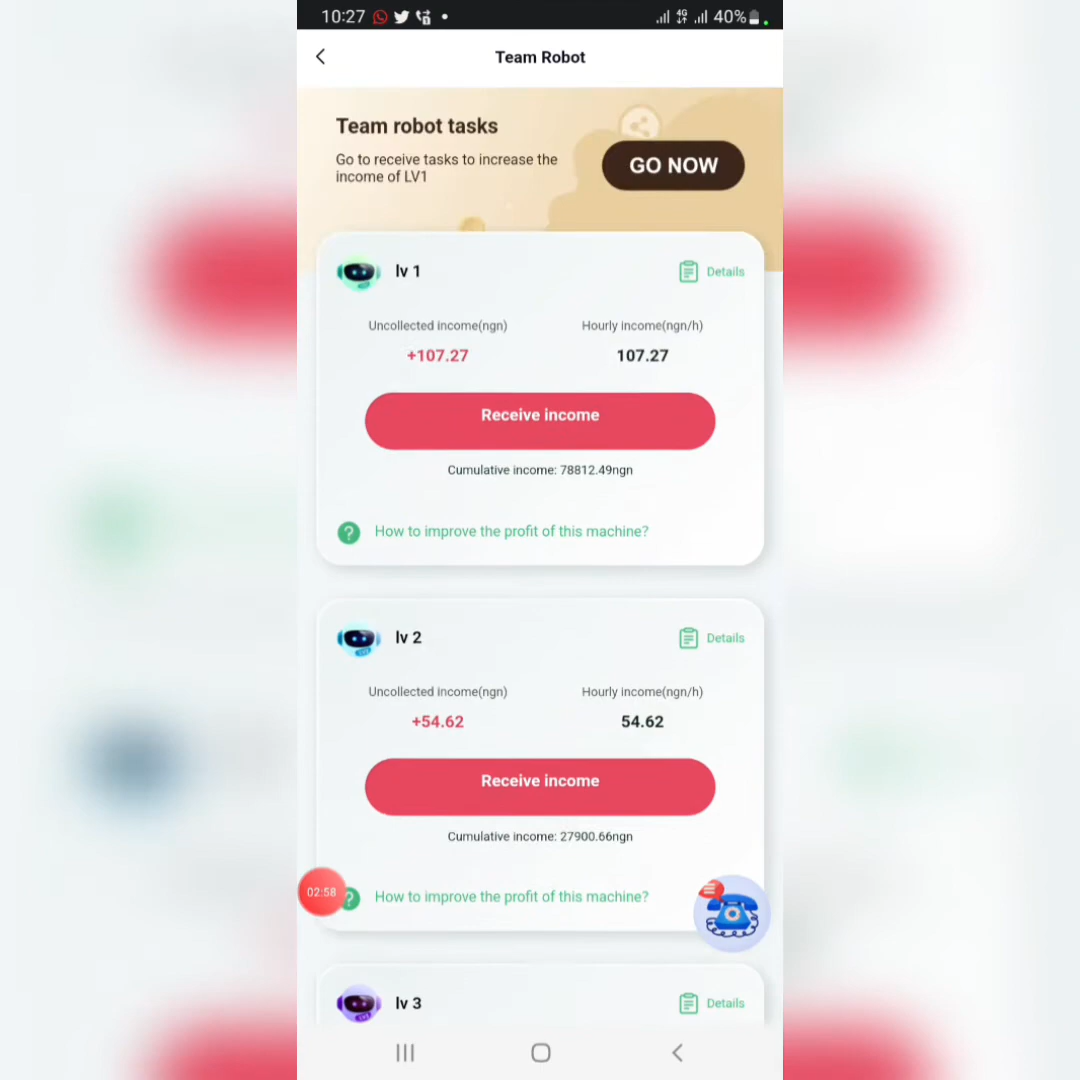 10:27 4G 40%
Team Robot
Team robot tasks
Go to receive tasks to increase the
income of LV1
GO NOW
lv 1
Details
Uncollected income(ngn) Hourly income(ngn/h)
+107.27 107.27
Receive income
Cumulative income: 78812.49ngn
? How to improve the profit of this machine?
lv 2
Details
Uncollected income(ngn) Hourly income(ngn/h)
+54.62 54.62
Receive income
Cumulative income: 27900.66ngn
02:58
? How to improve the profit of this machine?
lv 3
Details